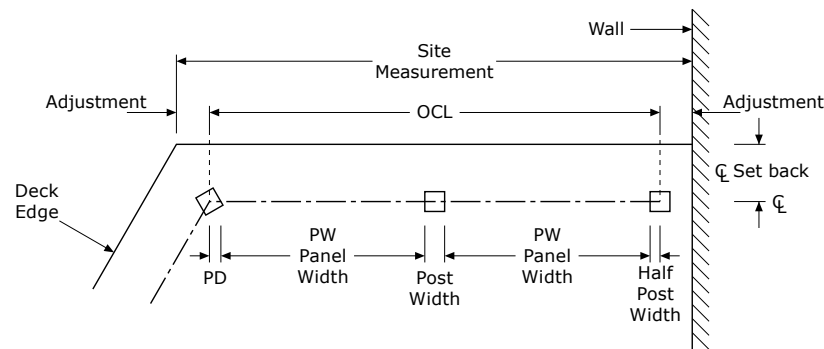 Wall
Site
Measurement
Adjustment
OCL
Adjustment
℄ Set back
℄
Deck
Edge
PW
Panel
Width
PW
Panel
Width
PD
Post
Width
Half
Post
Width